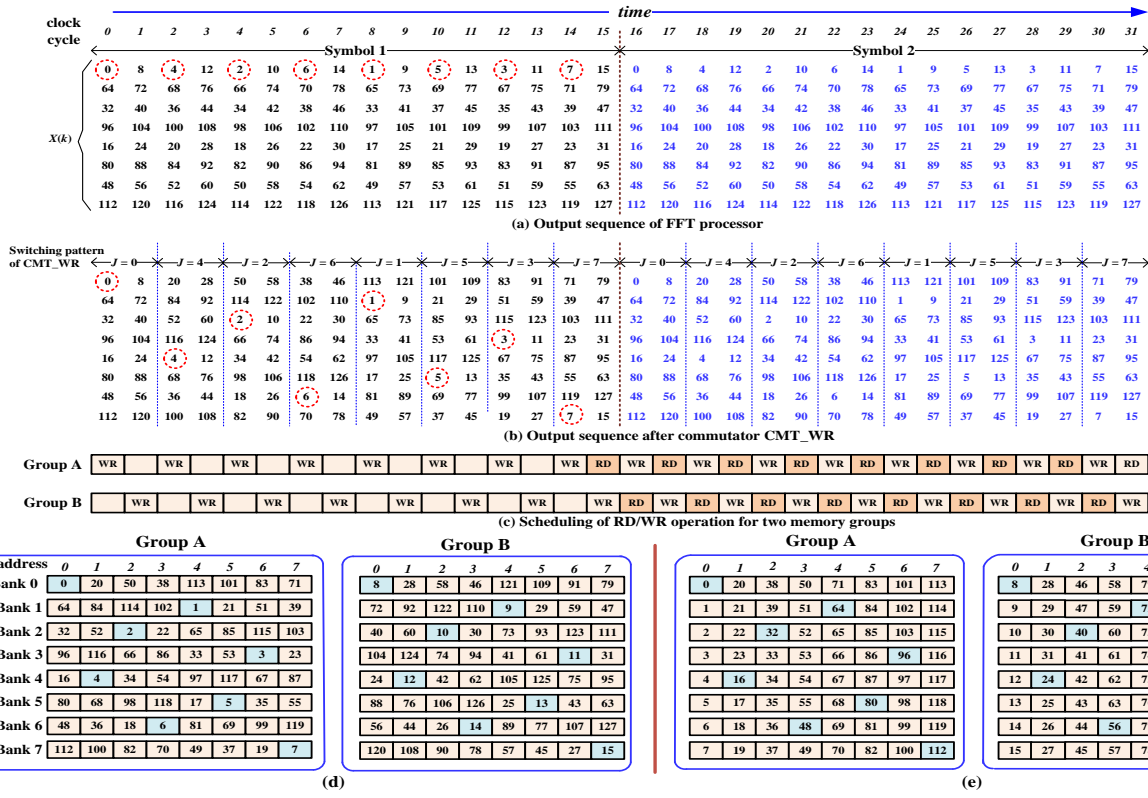 time
clock cycle 0 1 2 3 4 5 6 7 8 9 10 11 12 13 14 15 16 17 18 19 20 21 22 23 24 25 26 27 28 29 30 31
Symbol 1 Symbol 2
0 8 4 12 2 10 6 14 1 9 5 13 3 11 7 15 0 8 4 12 2 10 6 14 1 9 5 13 3 11 7 15
64 72 68 76 66 74 70 78 65 73 69 77 67 75 71 79 64 72 68 76 66 74 70 78 65 73 69 77 67 75 71 79
32 40 36 44 34 42 38 46 33 41 37 45 35 43 39 47 32 40 36 44 34 42 38 46 33 41 37 45 35 43 39 47
X(k) 96 104 100 108 98 106 102 110 97 105 101 109 99 107 103 111 96 104 100 108 98 106 102 110 97 105 101 109 99 107 103 111
16 24 20 28 18 26 22 30 17 25 21 29 19 27 23 31 16 24 20 28 18 26 22 30 17 25 21 29 19 27 23 31
80 88 84 92 82 90 86 94 81 89 85 93 83 91 87 95 80 88 84 92 82 90 86 94 81 89 85 93 83 91 87 95
48 56 52 60 50 58 54 62 49 57 53 61 51 59 55 63 48 56 52 60 50 58 54 62 49 57 53 61 51 59 55 63
112 120 116 124 114 122 118 126 113 121 117 125 115 123 119 127 112 120 116 124 114 122 118 126 113 121 117 125 115 123 119 127
(a) Output sequence of FFT processor
Switching pattern of CMT_WR J = 0 J = 4 J = 2 J = 6 J = 1 J = 5 J = 3 J = 7 J = 0 J = 4 J = 2 J = 6 J = 1 J = 5 J = 3 J = 7
0 8 20 28 50 58 38 46 113 121 101 109 83 91 71 79 0 8 20 28 50 58 38 46 113 121 101 109 83 91 71 79
64 72 84 92 114 122 102 110 1 9 21 29 51 59 39 47 64 72 84 92 114 122 102 110 1 9 21 29 51 59 39 47
32 40 52 60 2 10 22 30 65 73 85 93 115 123 103 111 32 40 52 60 2 10 22 30 65 73 85 93 115 123 103 111
96 104 116 124 66 74 86 94 33 41 53 61 3 11 23 31 96 104 116 124 66 74 86 94 33 41 53 61 3 11 23 31
16 24 4 12 34 42 54 62 97 105 117 125 67 75 87 95 16 24 4 12 34 42 54 62 97 105 117 125 67 75 87 95
80 88 68 76 98 106 118 126 17 25 5 13 35 43 55 63 80 88 68 76 98 106 118 126 17 25 5 13 35 43 55 63
48 56 36 44 18 26 6 14 81 89 69 77 99 107 119 127 48 56 36 44 18 26 6 14 81 89 69 77 99 107 119 127
112 120 100 108 82 90 70 78 49 57 37 45 19 27 7 15 112 120 100 108 82 90 70 78 49 57 37 45 19 27 7 15
(b) Output sequence after commutator CMT_WR
Group A WR WR WR WR WR WR WR WR RD WR RD WR RD WR RD WR RD WR RD WR RD WR RD WR RD
Group B WR WR WR WR WR WR WR WR RD WR RD WR RD WR RD WR RD WR RD WR RD WR RD WR
(c) Scheduling of RD/WR operation for two memory groups
Group A Group B Group A Group B
address 0 1 2 3 4 5 6 7 0 1 2 3 4 5 6 7 0 1 2 3 4 5 6 7 0 1 2 3 4
Bank 0 0 20 50 38 113 101 83 71 8 28 58 46 121 109 91 79 0 20 38 50 71 83 101 113 8 28 46 58 7
Bank 1 64 84 114 102 1 21 51 39 72 92 122 110 9 29 59 47 1 21 39 51 64 84 102 114 9 29 47 59 7
Bank 2 32 52 2 22 65 85 115 103 40 60 10 30 73 93 123 111 2 22 32 52 65 85 103 115 10 30 40 60 7
Bank 3 96 116 66 86 33 53 3 23 104 124 74 94 41 61 11 31 3 23 33 53 66 86 96 116 11 31 41 61 7
Bank 4 16 4 34 54 97 117 67 87 24 12 42 62 105 125 75 95 4 16 34 54 67 87 97 117 12 24 42 62 7
Bank 5 80 68 98 118 17 5 35 55 88 76 106 126 25 13 43 63 5 17 35 55 68 80 98 118 13 25 43 63 7
Bank 6 48 36 18 6 81 69 99 119 56 44 26 14 89 77 107 127 6 18 36 48 69 81 99 119 14 26 44 56 7
Bank 7 112 100 82 70 49 37 19 7 120 108 90 78 57 45 27 15 7 19 37 49 70 82 100 112 15 27 45 57 7
(d) (e)